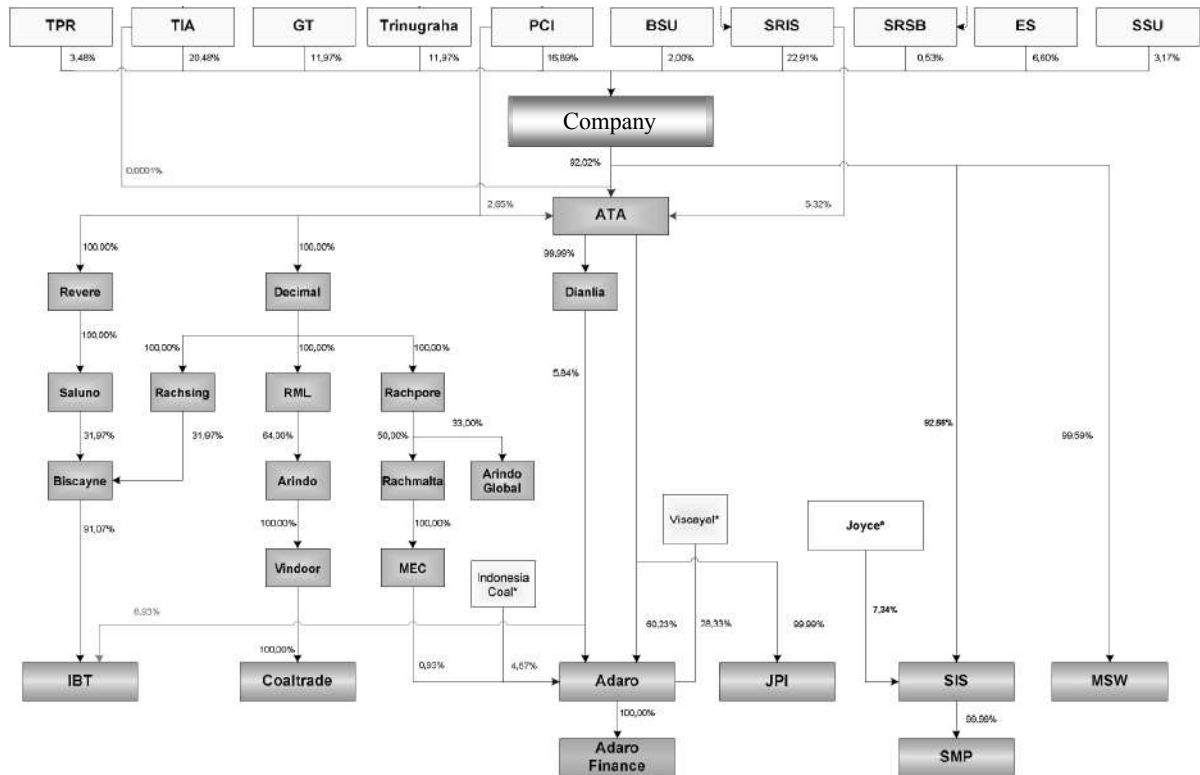 TPR TIA GT Trinugraha PCI BSU SRIS SRSB ES SSU
3,48% 20,48% 11,97% 11,97% 16,89% 2,00% 22,91% 0,53% 6,60% 3,17%
Company
92,02%
0,0001%
2,65% 5,32%
ATA
100,00% 100,00% 99,99%
Revere Decimal Dianlia
100,00% 100,00% 100,00% 100,00%
5,84%
Saluno Rachsing RML Rachpore
33,00%
31,97% 31,97% 64,00% 50,00%
92,66% 99,59%
Biscayne Arindo Rachmalta Arindo
Global
Viscaya* Joyce*
91,07% 100,00% 100,00%
Vindoor MEC Indonesia
Coal*
7,34%
6,93% 60,23% 28,33% 99,99%
100,00% 0,93% 4,67%
IBT Coaltrade Adaro JPI SIS MSW
100,00% 99,99%
Adaro
Finance
SMP